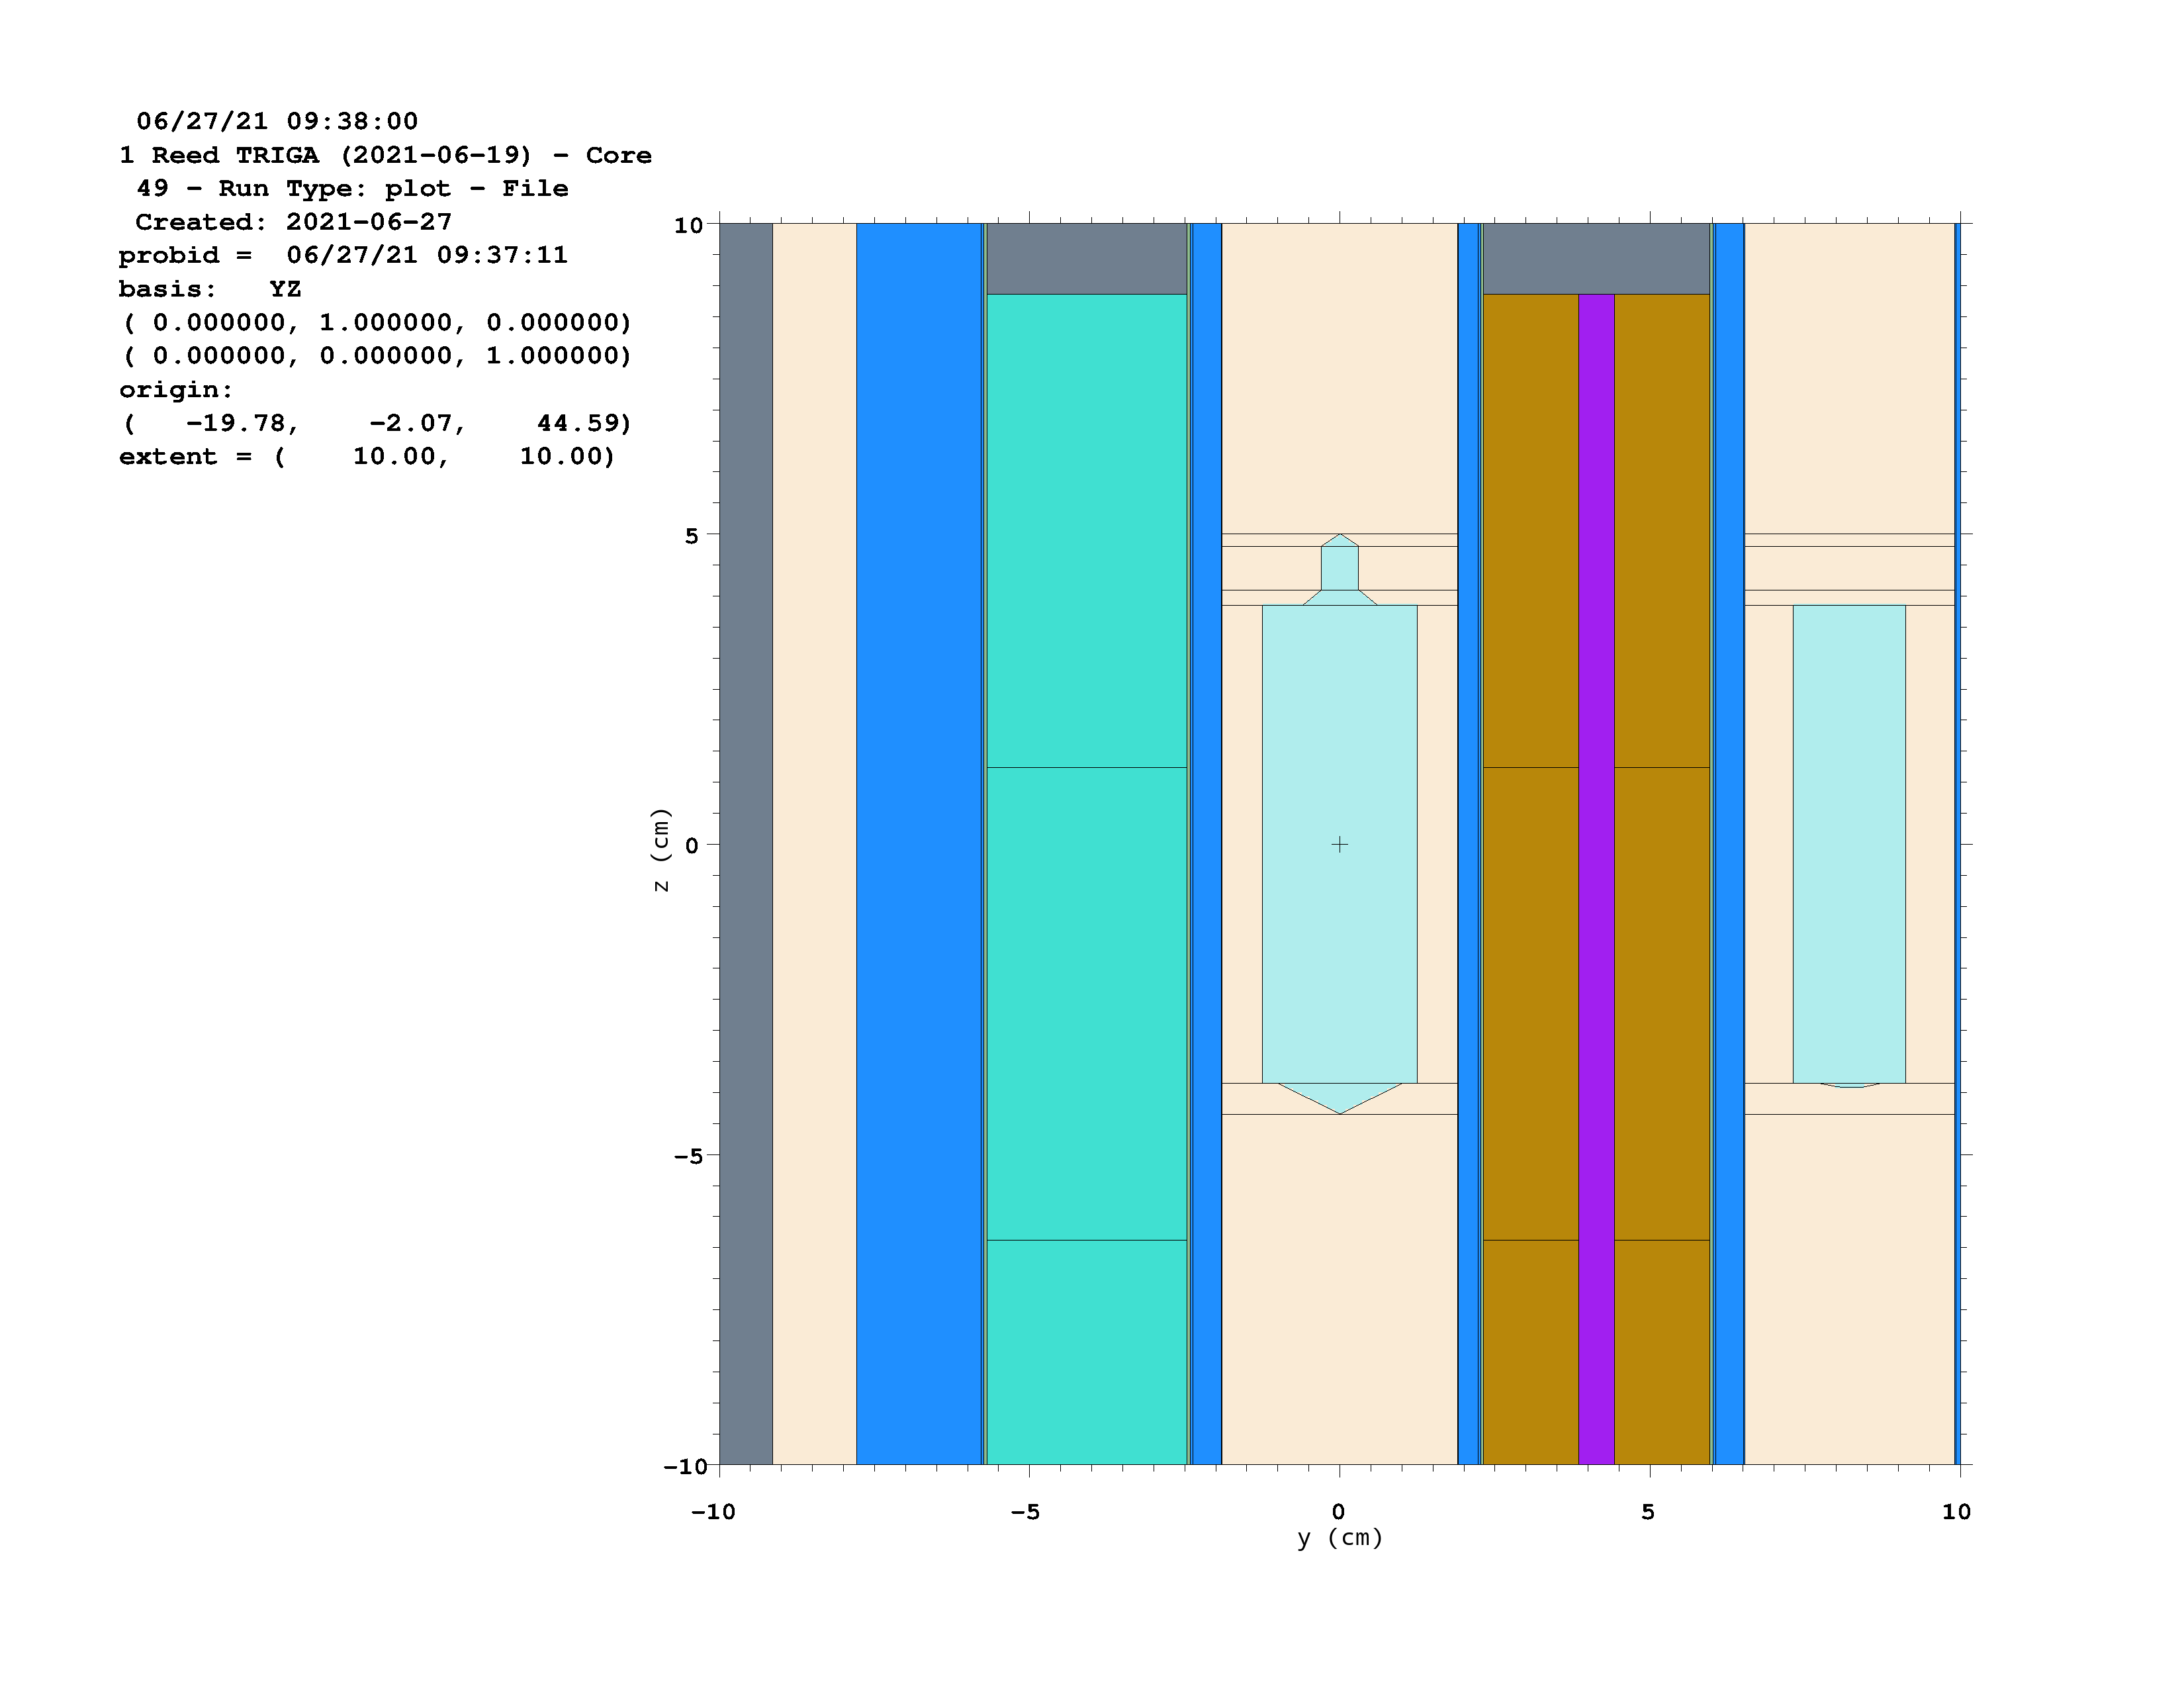 06/27/21 09:38:00
1 Reed TRIGA (2021-06-19) - Core
49 - Run Type: plot - File
Created: 2021-06-27
probid = 06/27/21 09:37:11
basis: YZ
( 0.000000, 1.000000, 0.000000)
( 0.000000, 0.000000, 1.000000)
origin:
( -19.78, -2.07, 44.59)
extent = ( 10.00, 10.00)
10
5
0
-5
-10
z (cm)
-10 -5 0 5 10
y (cm)